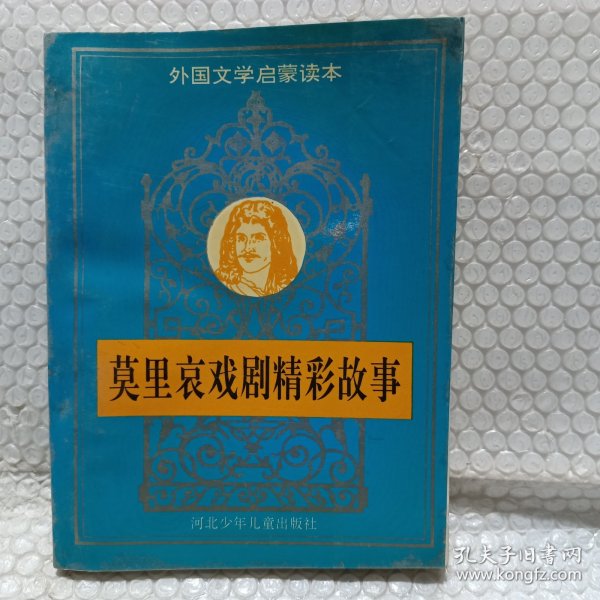 外国文学启蒙读本
莫里哀戏剧精彩故事
河北少年儿童出版社
孔夫子旧书网
www.kongfz.com